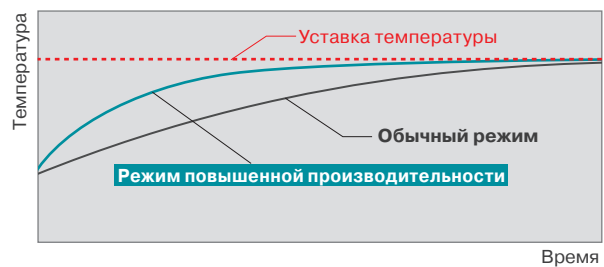 Температура
Уставка температуры
Обычный режим
Режим повышенной производительности
Время